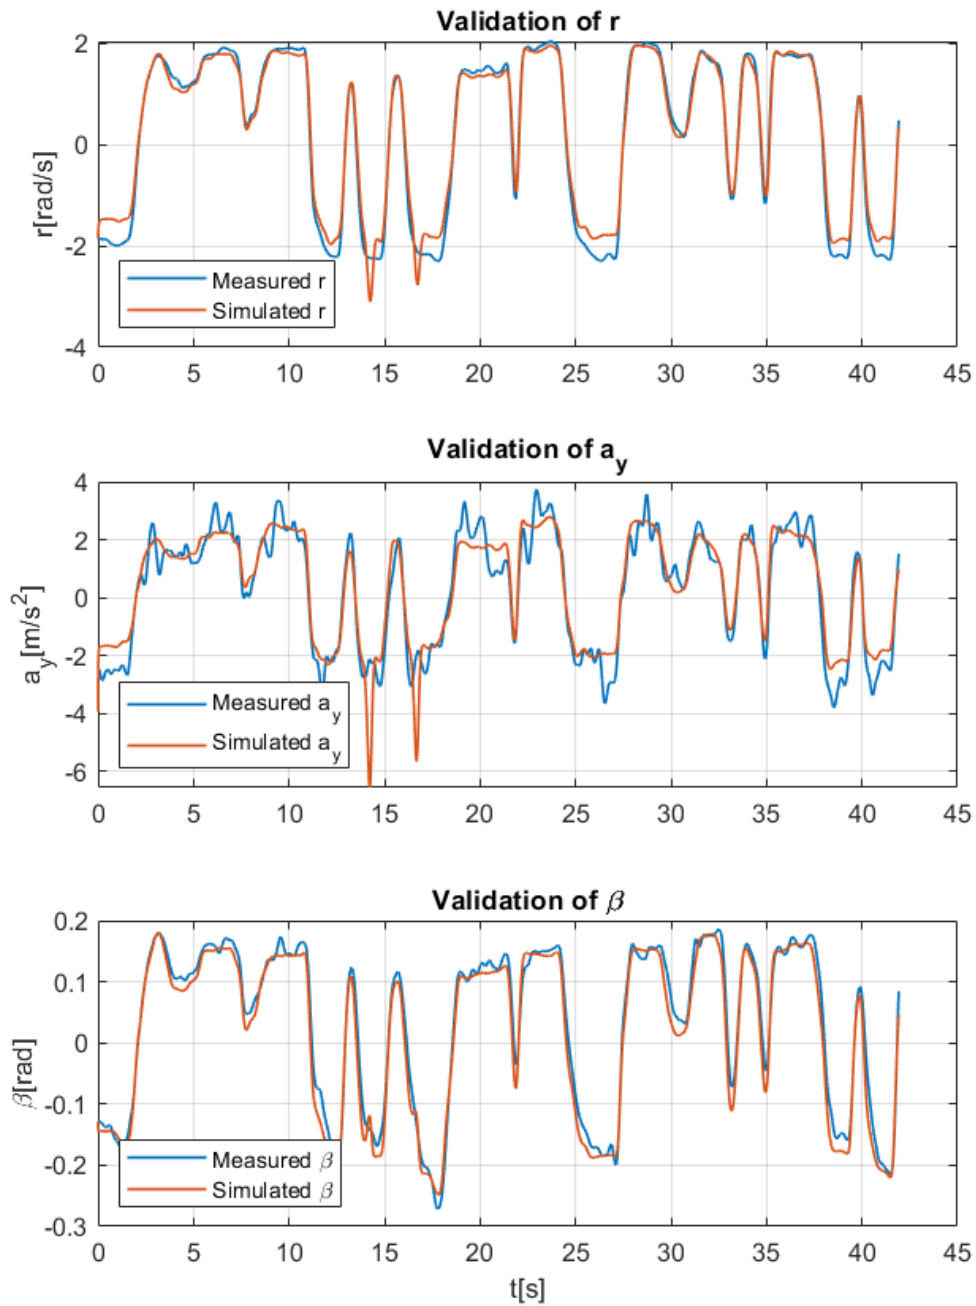 Validation of r
2
0
-2
-4
r[rad/s]
Measured r
Simulated r
0 5 10 15 20 25 30 35 40 45
Validation of a_y
4
2
0
-2
-4
-6
a_y[m/s^2]
Measured a_y
Simulated a_y
0 5 10 15 20 25 30 35 40 45
Validation of β
0.2
0.1
0
-0.1
-0.2
-0.3
β[rad]
Measured β
Simulated β
0 5 10 15 20 25 30 35 40 45
t[s]